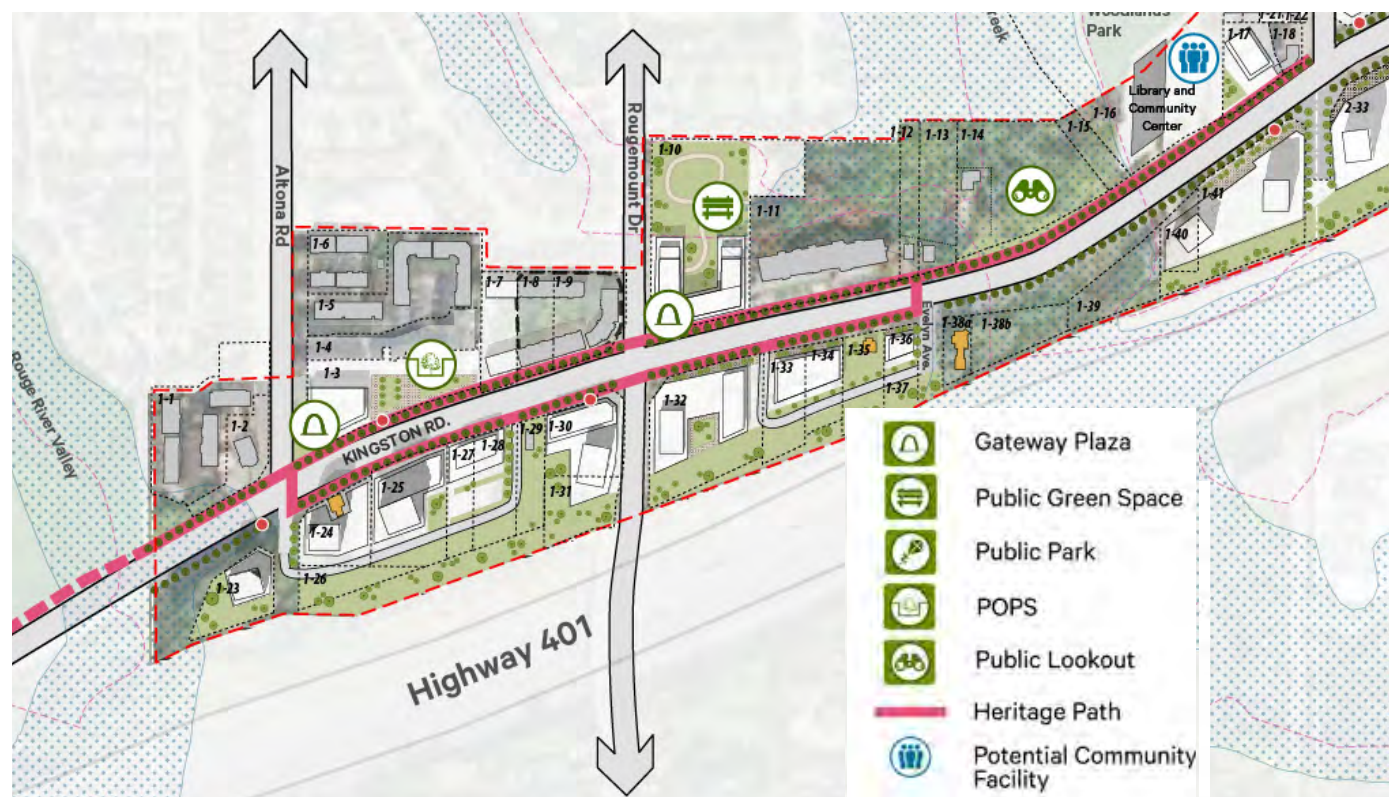 Creek
Park
1-17
1-18
Library and
Community
Center
2-33
1-16
1-15
1-12
1-13
1-14
Rougemount Dr
1-10
Altona Rd
1-11
1-41
1-6
1-40
1-7
1-8
1-9
1-5
1-39
1-4
1-38a
1-38b
Evelyn Ave.
1-36
1-35
1-34
1-33
1-3
1-37
Rouge River Valley
1-1
1-2
1-32
KINGSTON RD.
1-30
1-29
1-28
1-27
1-25
1-31
1-24
1-26
1-23
Highway 401
Gateway Plaza
Public Green Space
Public Park
POPS
Public Lookout
Heritage Path
Potential Community
Facility